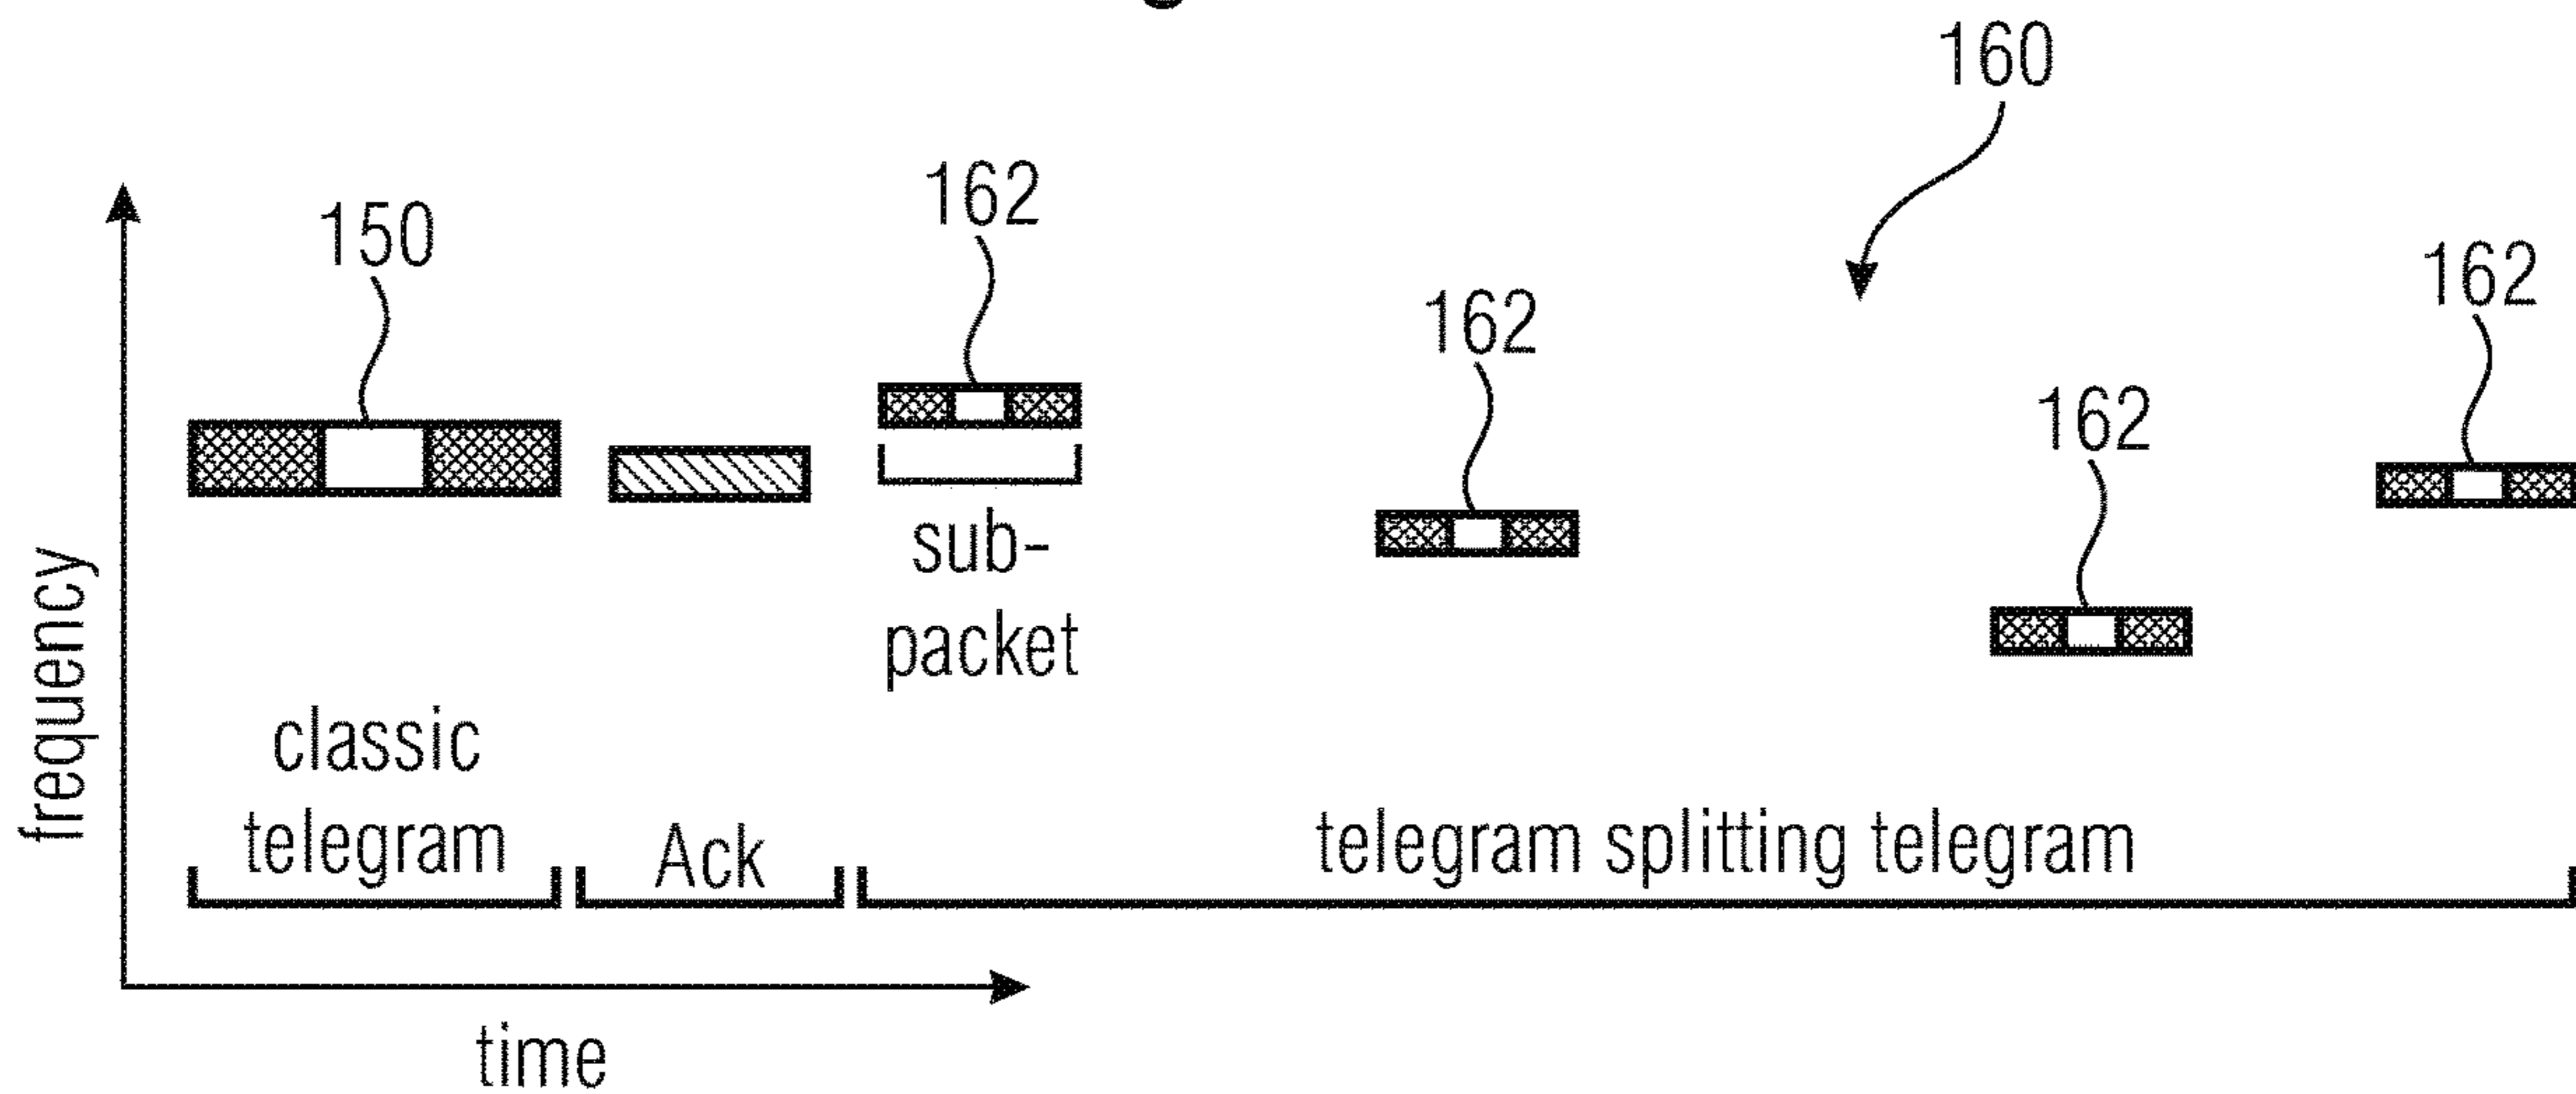 160
162
150
162
162
162
sub-
packet
frequency
classic
telegram
Ack
telegram splitting telegram
time